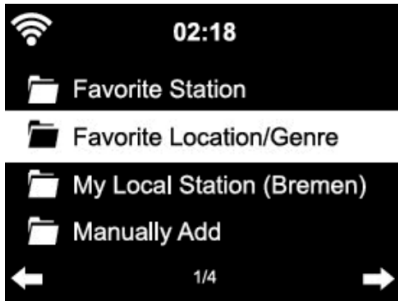 02:18
Favorite Station
Favorite Location/Genre
My Local Station (Bremen)
Manually Add
1/4